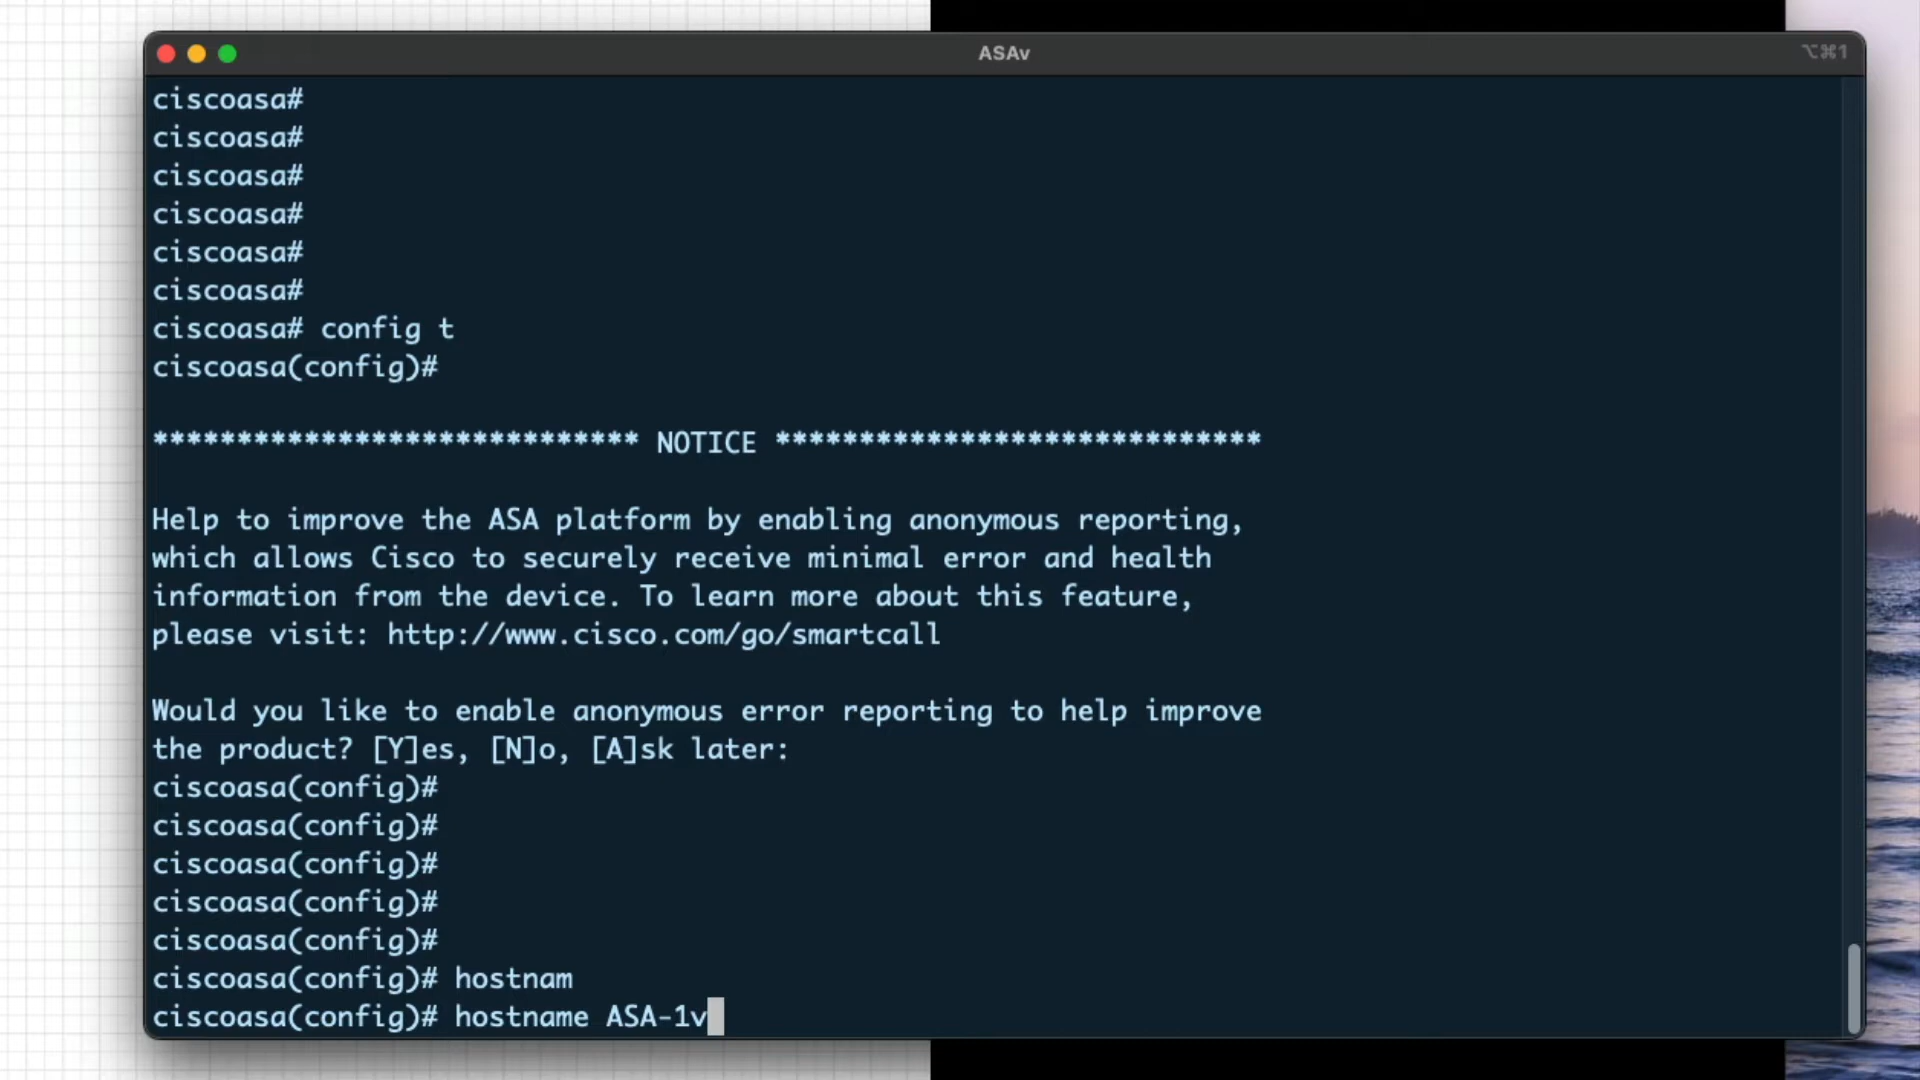 ASAv
⌥⌘1
ciscoasa#
ciscoasa#
ciscoasa#
ciscoasa#
ciscoasa#
ciscoasa#
ciscoasa# config t
ciscoasa(config)#
***************************** NOTICE *****************************
Help to improve the ASA platform by enabling anonymous reporting,
which allows Cisco to securely receive minimal error and health
information from the device. To learn more about this feature,
please visit: http://www.cisco.com/go/smartcall
Would you like to enable anonymous error reporting to help improve
the product? [Y]es, [N]o, [A]sk later:
ciscoasa(config)#
ciscoasa(config)#
ciscoasa(config)#
ciscoasa(config)#
ciscoasa(config)#
ciscoasa(config)# hostnam
ciscoasa(config)# hostname ASA-1v